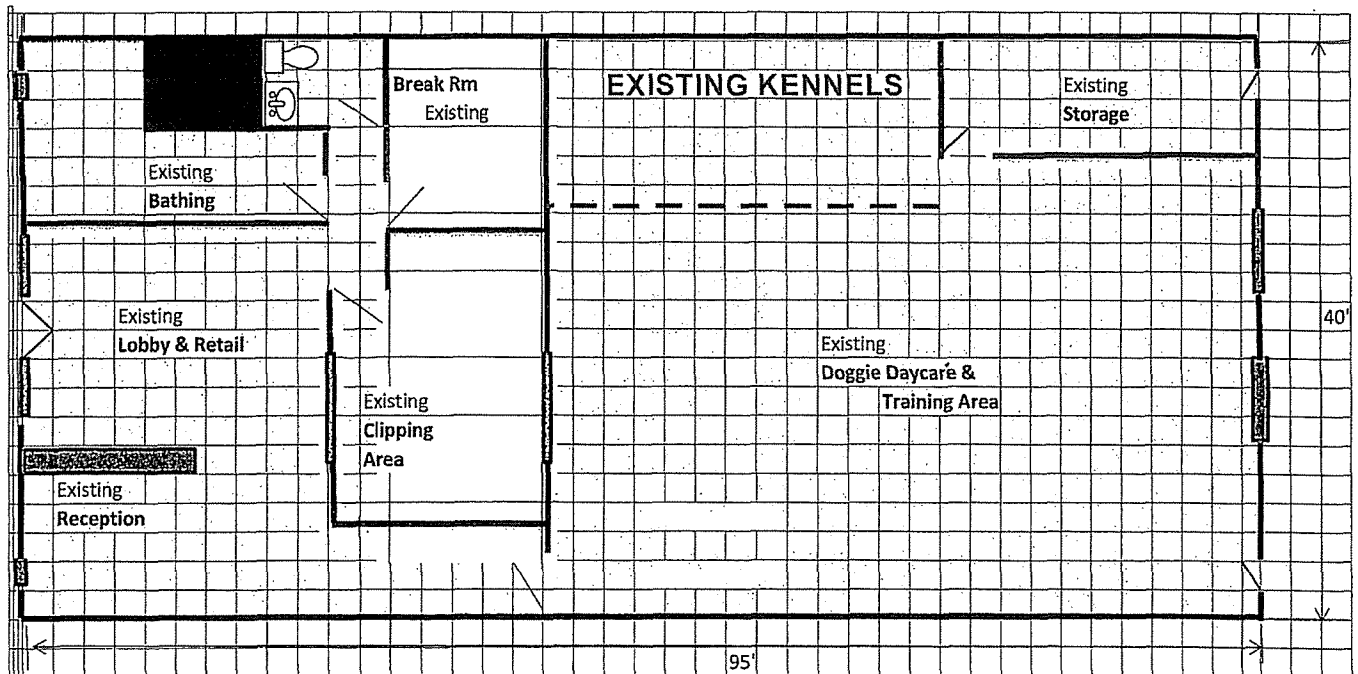 Break Rm
Existing
EXISTING KENNELS
Existing
Storage
Existing
Bathing
Existing
Lobby & Retail
40'
Existing
Doggie Daycare &
Training Area
Existing
Clipping
Area
Existing
Reception
95'